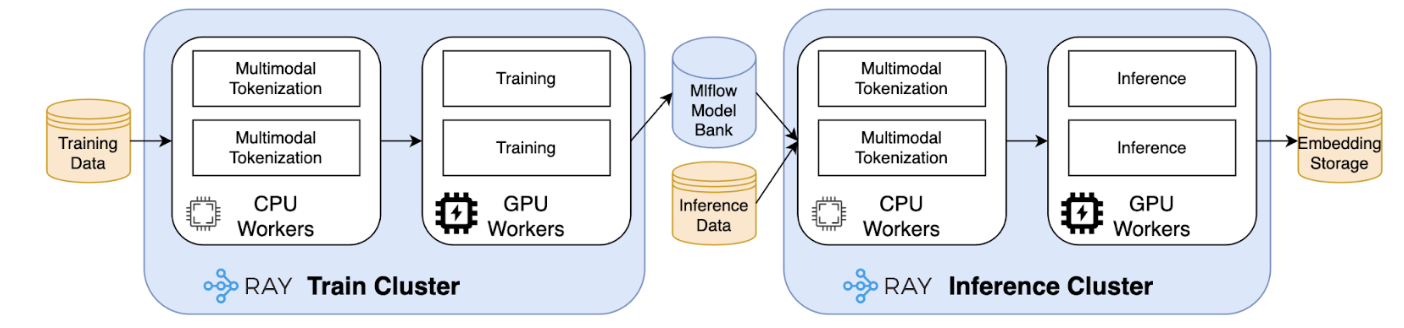 Training
Data
Multimodal
Tokenization
Multimodal
Tokenization
CPU
Workers
Training
Training
GPU
Workers
RAY Train Cluster
Mlflow
Model
Bank
Inference
Data
Multimodal
Tokenization
Multimodal
Tokenization
CPU
Workers
Inference
Inference
GPU
Workers
RAY Inference Cluster
Embedding
Storage